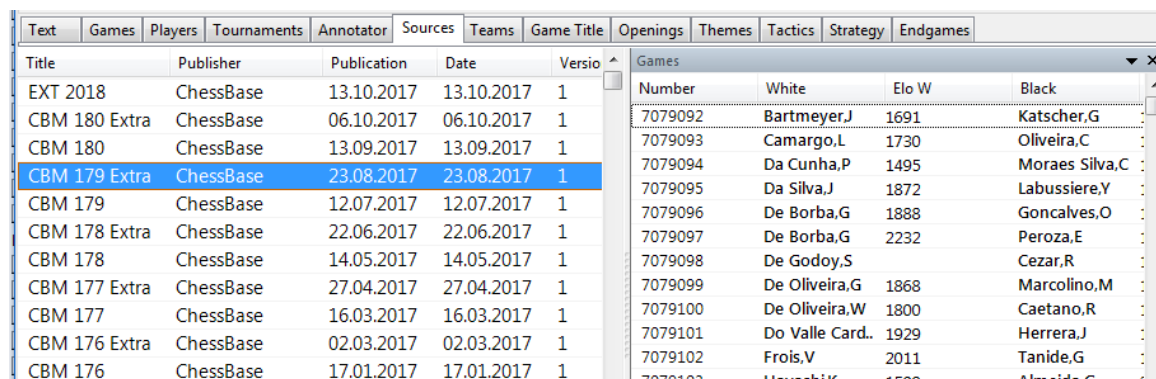 Text Games Players Tournaments Annotator Sources Teams Game Title Openings Themes Tactics Strategy Endgames
Title Publisher Publication Date Versio
EXT 2018 ChessBase 13.10.2017 13.10.2017 1
CBM 180 Extra ChessBase 06.10.2017 06.10.2017 1
CBM 180 ChessBase 13.09.2017 13.09.2017 1
CBM 179 Extra ChessBase 23.08.2017 23.08.2017 1
CBM 179 ChessBase 12.07.2017 12.07.2017 1
CBM 178 Extra ChessBase 22.06.2017 22.06.2017 1
CBM 178 ChessBase 14.05.2017 14.05.2017 1
CBM 177 Extra ChessBase 27.04.2017 27.04.2017 1
CBM 177 ChessBase 16.03.2017 16.03.2017 1
CBM 176 Extra ChessBase 02.03.2017 02.03.2017 1
CBM 176 ChessBase 17.01.2017 17.01.2017 1
Games
Number White Elo W Black
7079092 Bartmeyer,J 1691 Katscher,G
7079093 Camargo,L 1730 Oliveira,C
7079094 Da Cunha,P 1495 Moraes Silva,C
7079095 Da Silva,J 1872 Labussiere,Y
7079096 De Borba,G 1888 Goncalves,O
7079097 De Borba,G 2232 Peroza,E
7079098 De Godoy,S Cezar,R
7079099 De Oliveira,G 1868 Marcolino,M
7079100 De Oliveira,W 1800 Caetano,R
7079101 Do Valle Card.. 1929 Herrera,J
7079102 Frois,V 2011 Tanide,G